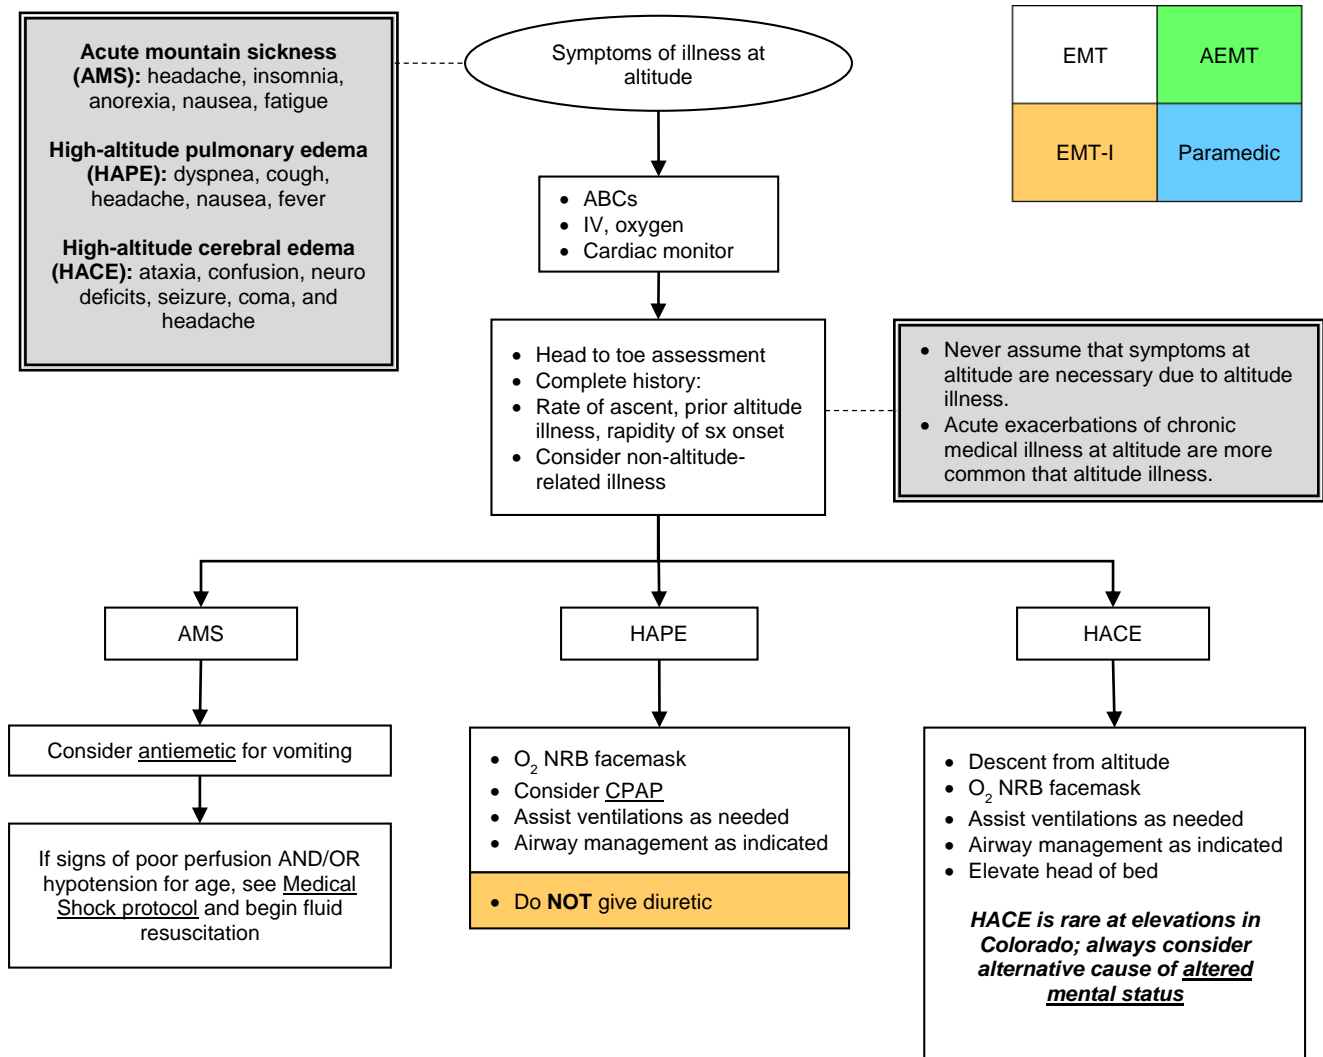 Acute mountain sickness
(AMS): headache, insomnia,
anorexia, nausea, fatigue
High-altitude pulmonary edema
(HAPE): dyspnea, cough,
headache, nausea, fever
High-altitude cerebral edema
(HACE): ataxia, confusion, neuro
deficits, seizure, coma, and
headache
Symptoms of illness at
altitude
EMT
AEMT
EMT-I
Paramedic
• ABCs
• IV, oxygen
• Cardiac monitor
• Head to toe assessment
• Complete history:
• Rate of ascent, prior altitude
illness, rapidity of sx onset
• Consider non-altitude-
related illness
• Never assume that symptoms at
altitude are necessary due to altitude
illness.
• Acute exacerbations of chronic
medical illness at altitude are more
common that altitude illness.
AMS
HAPE
HACE
Consider antiemetic for vomiting
If signs of poor perfusion AND/OR
hypotension for age, see Medical
Shock protocol and begin fluid
resuscitation
• O2 NRB facemask
• Consider CPAP
• Assist ventilations as needed
• Airway management as indicated
• Do NOT give diuretic
• Descent from altitude
• O2 NRB facemask
• Assist ventilations as needed
• Airway management as indicated
• Elevate head of bed
HACE is rare at elevations in
Colorado; always consider
alternative cause of altered
mental status